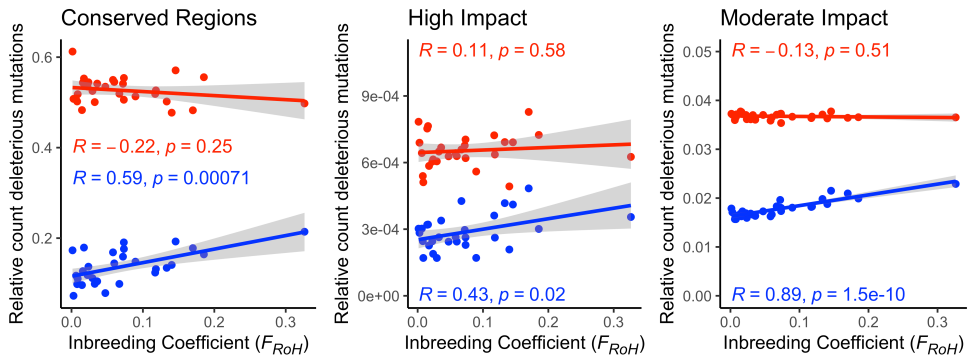 Conserved Regions
Relative count deleterious mutations
0.6
0.4
0.2
R = −0.22, p = 0.25
R = 0.59, p = 0.00071
0.0 0.1 0.2 0.3
Inbreeding Coefficient (FRoH)
High Impact
Relative count deleterious mutations
R = 0.11, p = 0.58
9e-04
6e-04
3e-04
0e+00
R = 0.43, p = 0.02
0.0 0.1 0.2 0.3
Inbreeding Coefficient (FRoH)
Moderate Impact
Relative count deleterious mutations
0.05
R = −0.13, p = 0.51
0.04
0.03
0.02
0.01
0.00
R = 0.89, p = 1.5e-10
0.0 0.1 0.2 0.3
Inbreeding Coefficient (FRoH)